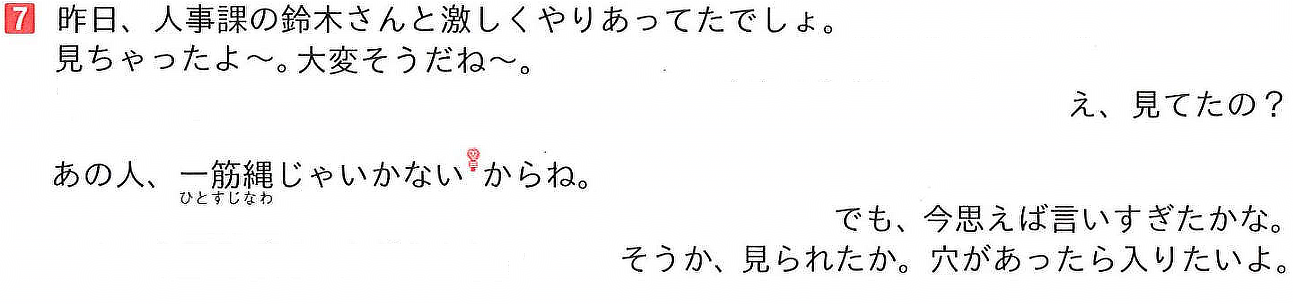 7 昨日、人事課の鈴木さんと激しくやりあってたでしょ。
見ちゃったよ〜。大変そうだね〜。
え、見てたの？
あの人、一筋縄じゃいかないからね。
ひとすじなわ
でも、今思えば言いすぎたかな。
そうか、見られたか。穴があったら入りたいよ。